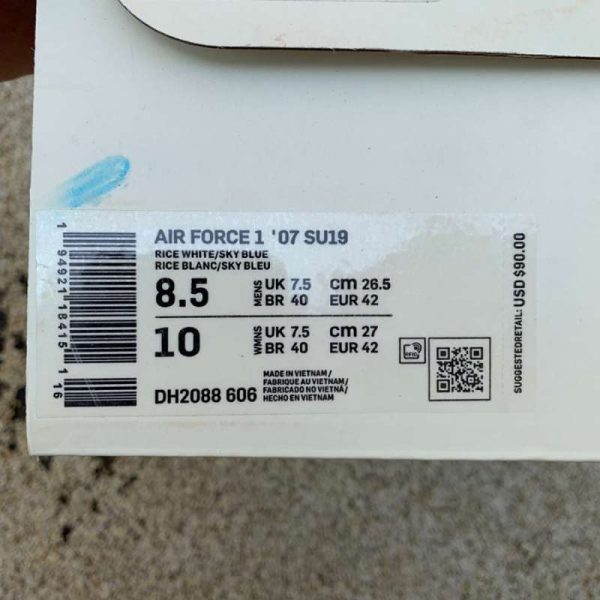 AIR FORCE 1 '07 SU19
RICE WHITE/SKY BLUE
RICE BLANC/SKY BLEU
8.5 MENS UK 7.5 cm 26.5
BR 40 EUR 42
10 WMNS UK 7.5 cm 27
BR 40 EUR 42
DH2088 606
MADE IN VIETNAM/
FABRIQUE AU VIETNAM/
FABRICADO NO VIETNÃ/
HECHO EN VIETNAM
RFID
SUGGESTEDRETAIL: USD $90.00
1 94921 18415 1 16